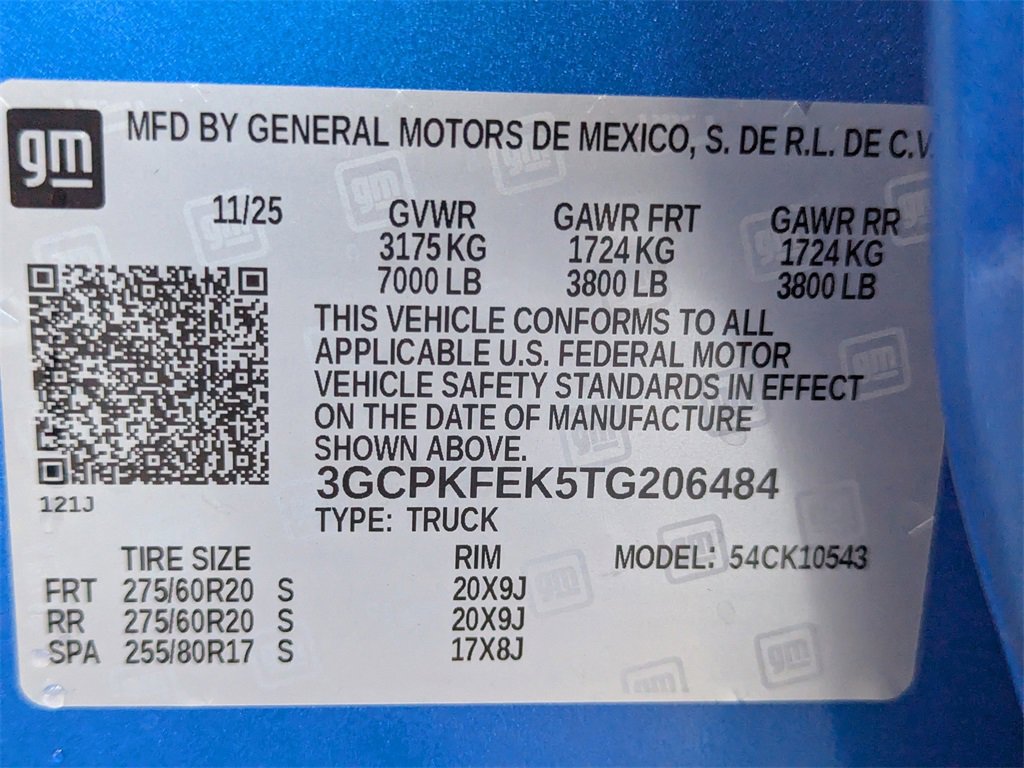 gm MFD BY GENERAL MOTORS DE MEXICO, S. DE R.L. DE C.V.
11/25 GVWR GAWR FRT GAWR RR
3175 KG 1724 KG 1724 KG
7000 LB 3800 LB 3800 LB
THIS VEHICLE CONFORMS TO ALL
APPLICABLE U.S. FEDERAL MOTOR
VEHICLE SAFETY STANDARDS IN EFFECT
ON THE DATE OF MANUFACTURE
SHOWN ABOVE.
3GCPKFEK5TG206484
121J
TYPE: TRUCK
TIRE SIZE RIM MODEL: 54CK10543
FRT 275/60R20 S 20X9J
RR 275/60R20 S 20X9J
SPA 255/80R17 S 17X8J